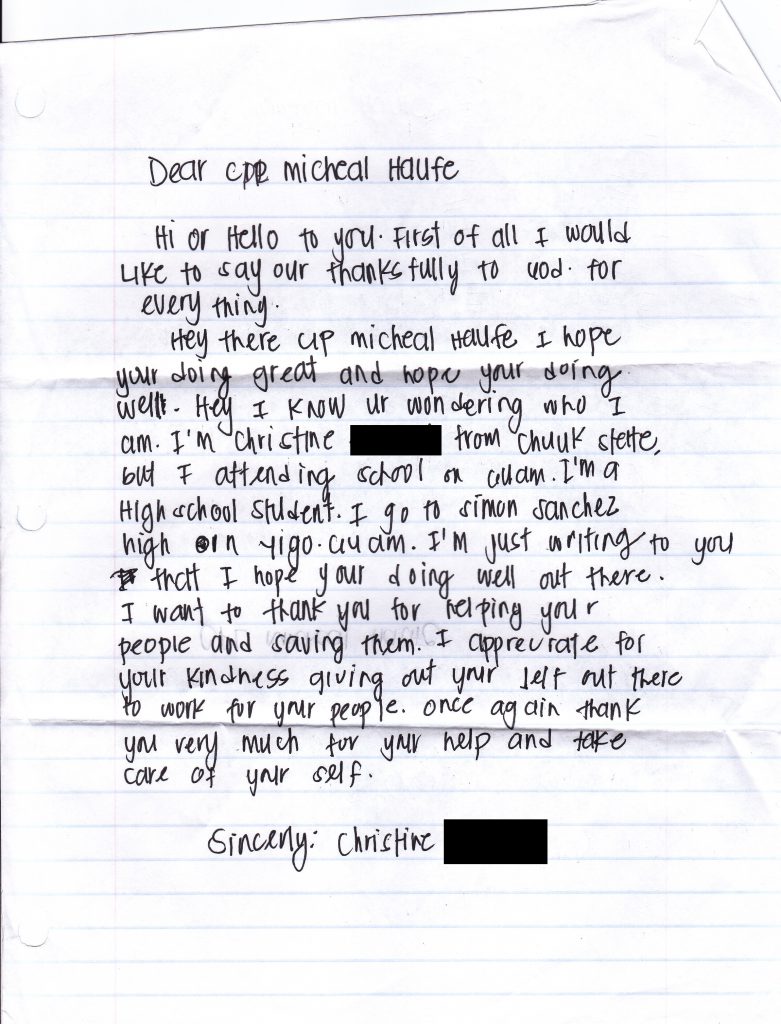 Dear CPL micheal Haufe
Hi or Hello to you. First of all I would
Like to say our thanksfully to God. for
every thing.
Hey there CLP micheal Haufe I hope
your doing great and hope your doing.
well. Hey I know ur wondering who I
am. I'm Christine from Chuuk state,
but I attending school on Guam. I'm a
High school student. I go to simon sanchez
high in Yigo. Guam. I'm just writing to you
that I hope your doing well out there.
I want to thank you for helping your
people and saving them. I appreciate for
your kindness giving out your self out there
to work for your people. once again thank
you very much for your help and take
care of your self.
Sincerly: Christine